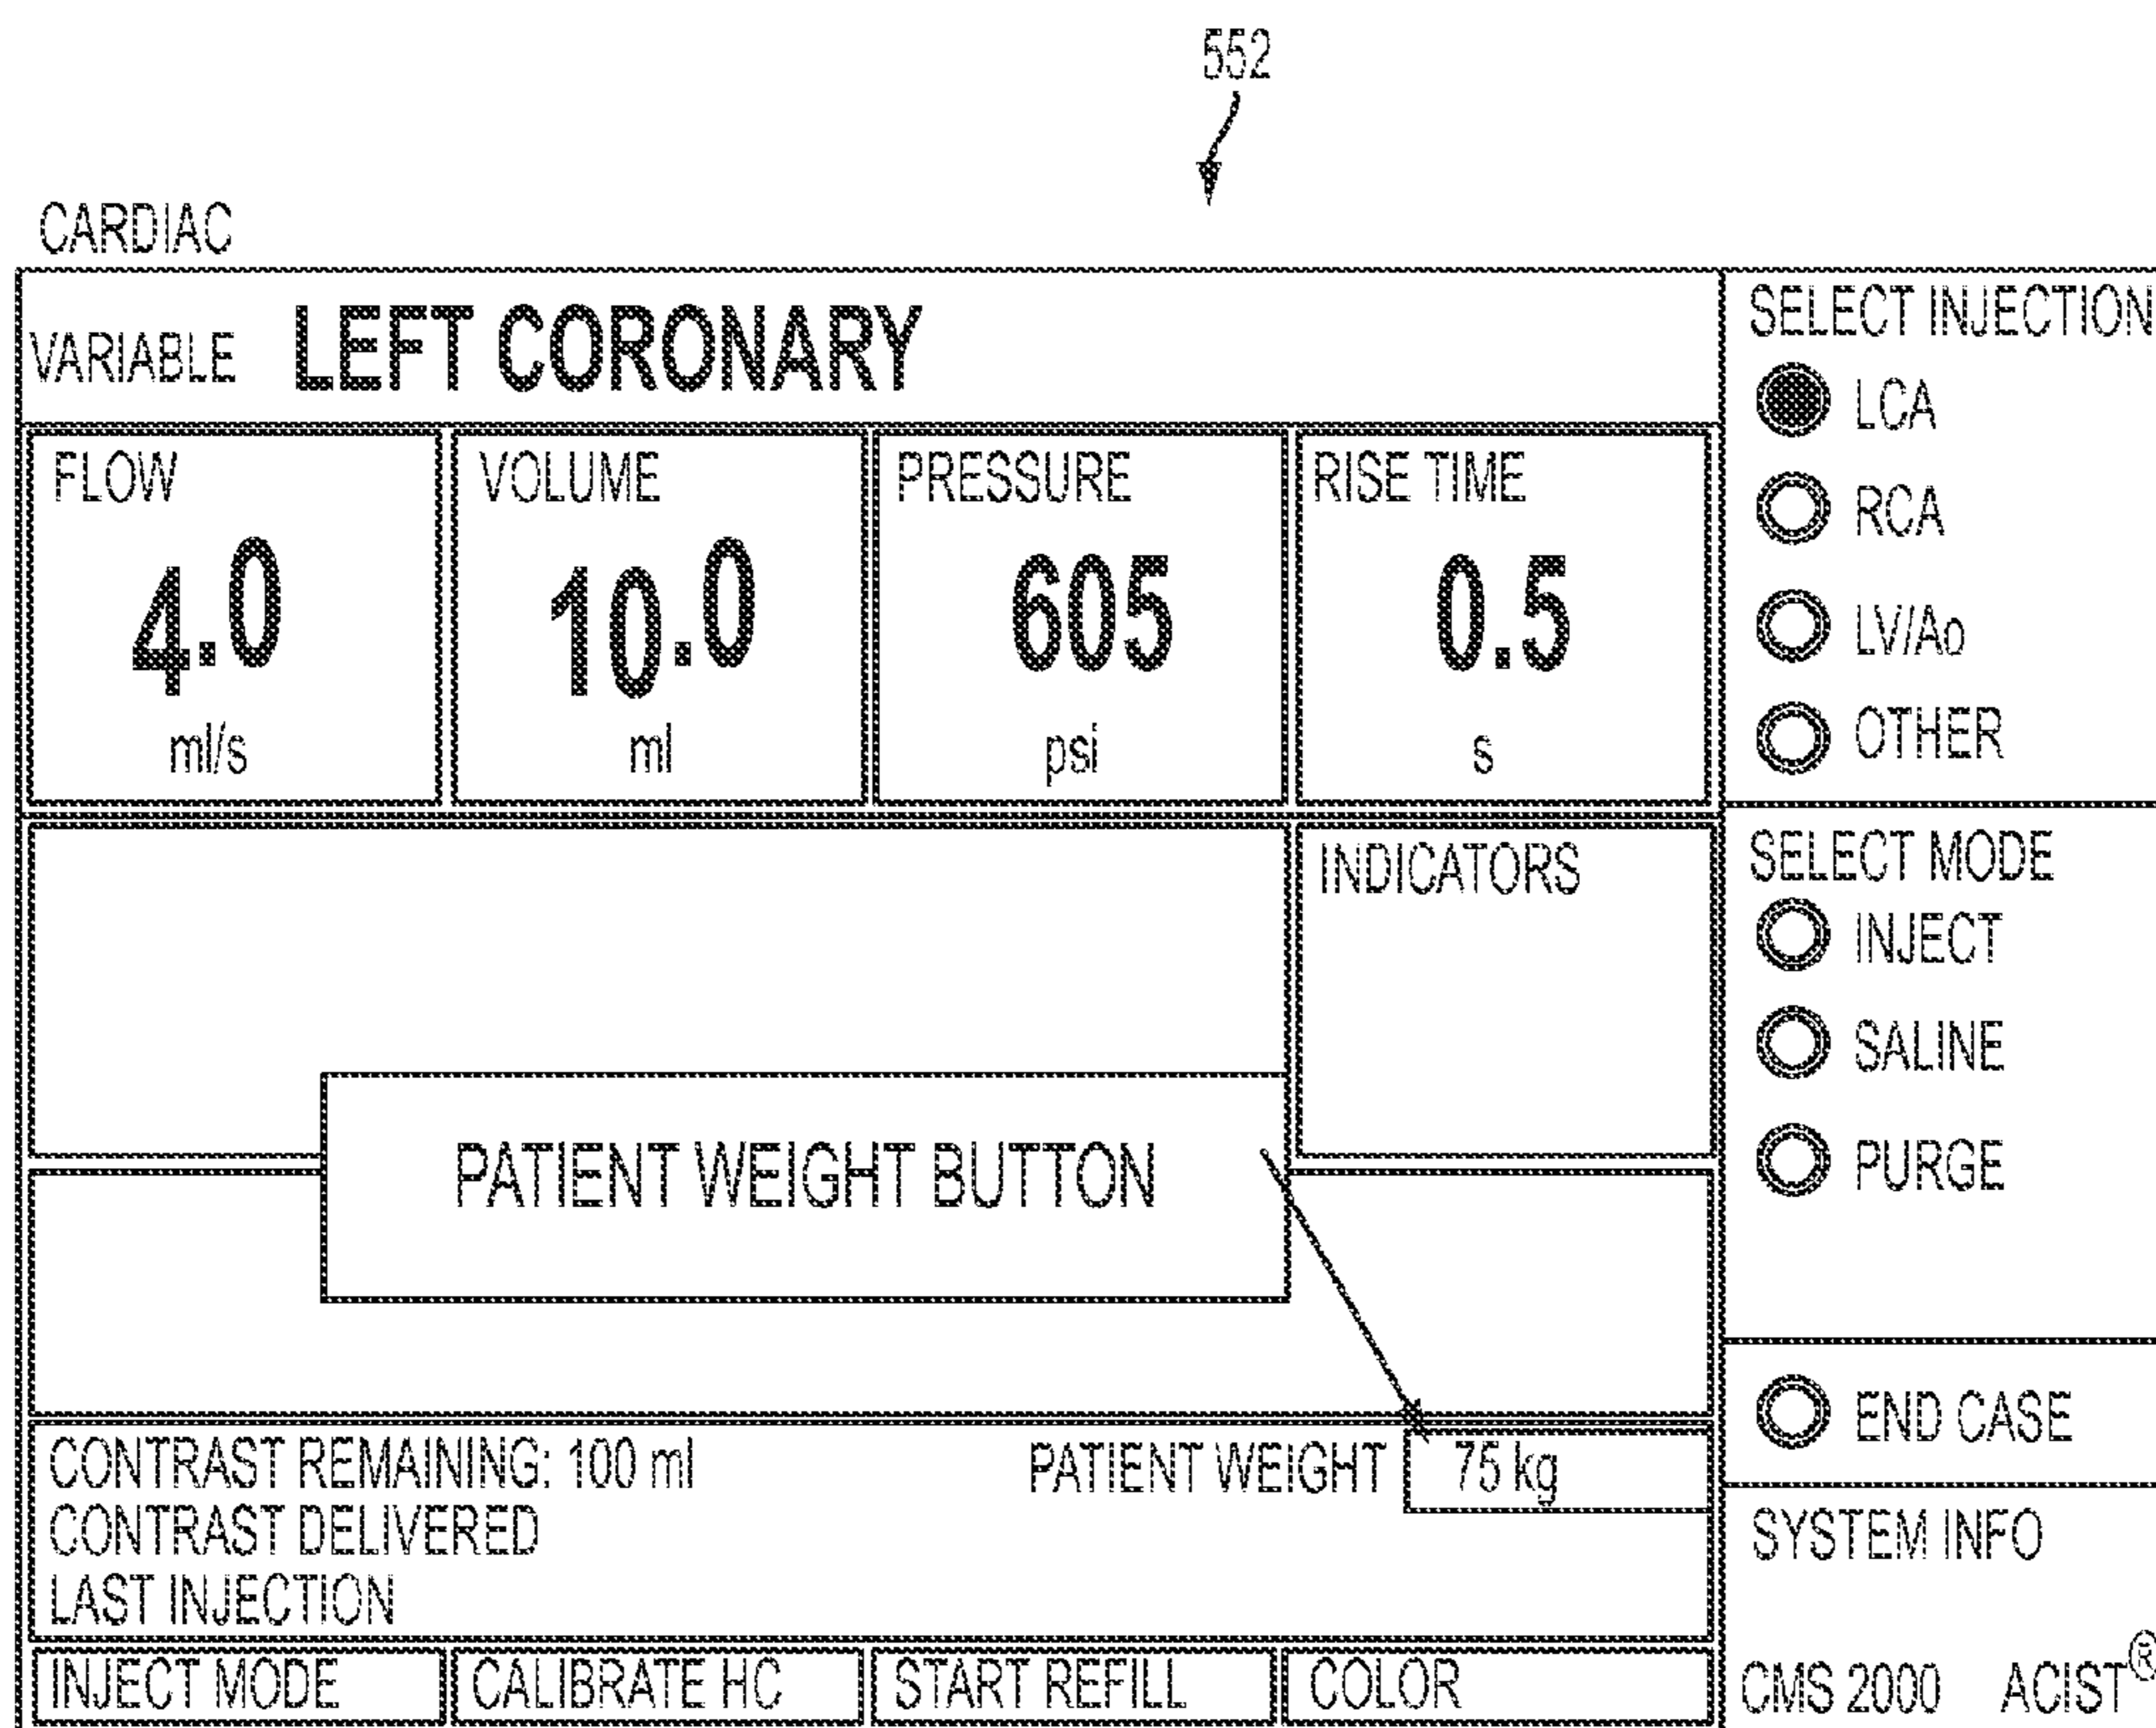 552
CARDIAC
VARIABLE LEFT CORONARY
FLOW
4.0
ml/s
VOLUME
10.0
ml
PRESSURE
605
psi
RISE TIME
0.5
s
INDICATORS
PATIENT WEIGHT BUTTON
CONTRAST REMAINING: 100 ml
CONTRAST DELIVERED
LAST INJECTION
PATIENT WEIGHT 75 kg
INJECT MODE
CALIBRATE HC
START REFILL
COLOR
SELECT INJECTION
LCA
RCA
LV/Ao
OTHER
SELECT MODE
INJECT
SALINE
PURGE
END CASE
SYSTEM INFO
CMS 2000 ACIST®